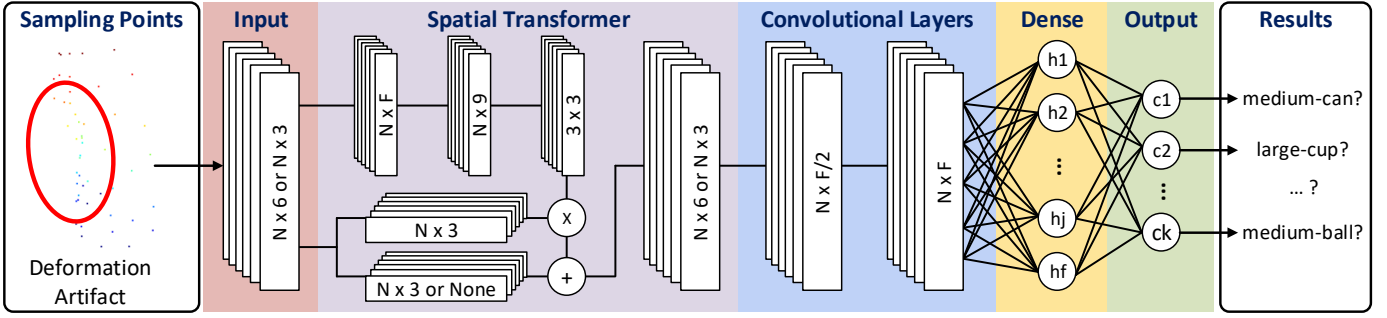 Sampling Points
Deformation
Artifact
Input
N x 6 or N x 3
Spatial Transformer
N x F
N x 9
3 x 3
N x 3
x
N x 3 or None
+
N x 6 or N x 3
Convolutional Layers
N x F/2
N x F
Dense
h1
h2
...
hj
hf
Output
c1
c2
...
ck
Results
medium-can?
large-cup?
... ?
medium-ball?